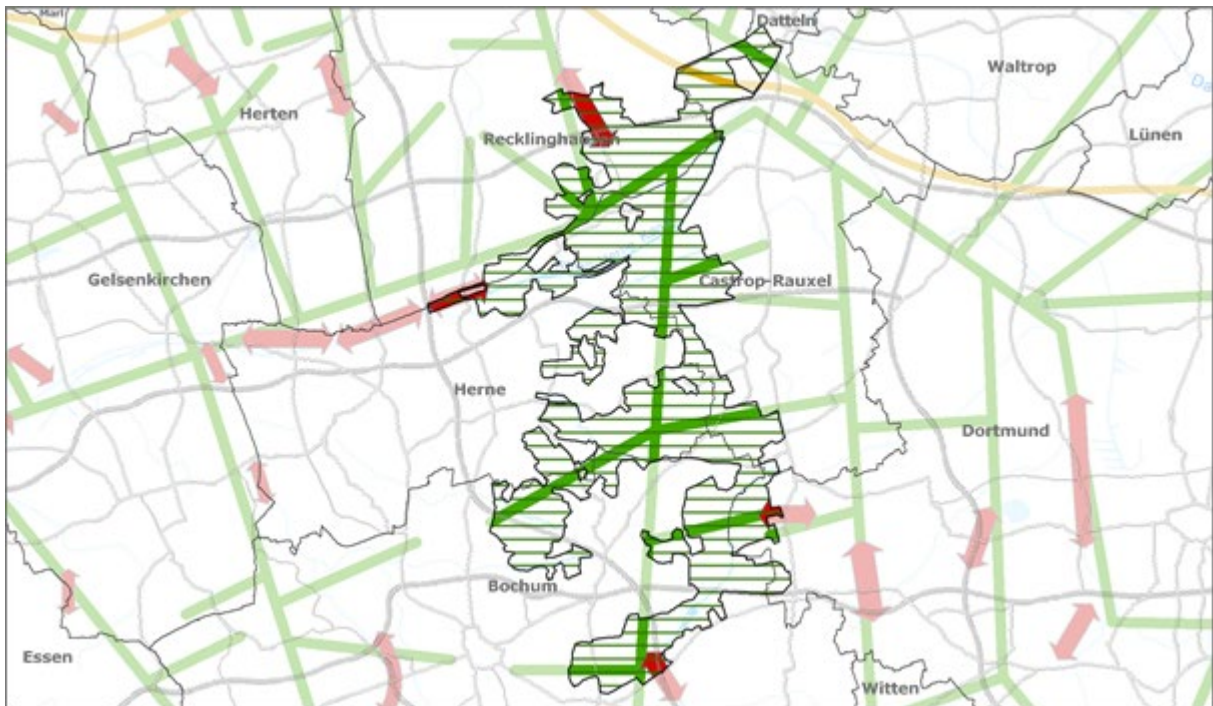 Marl
Datteln
Waltrop
Herten
Lünen
Recklinghausen
Gelsenkirchen
Castrop-Rauxel
Herne
Dortmund
Bochum
Essen
Witten